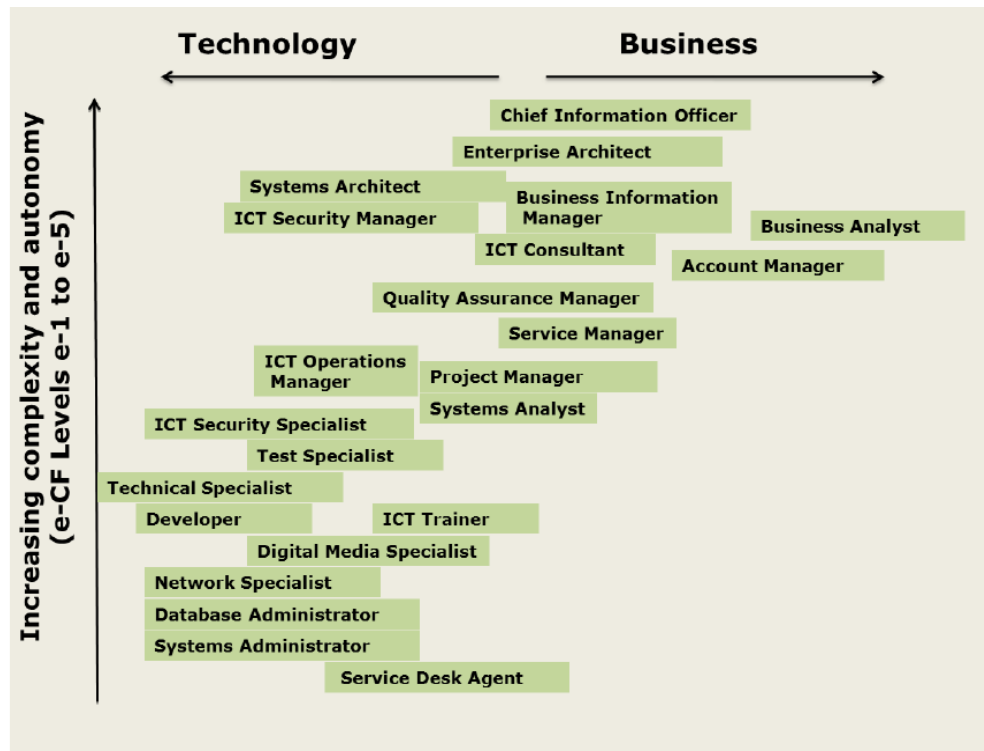 Technology
Business
Increasing complexity and autonomy
(e-CF Levels e-1 to e-5)
Chief Information Officer
Enterprise Architect
Systems Architect
Business Information
Manager
ICT Security Manager
Business Analyst
ICT Consultant
Account Manager
Quality Assurance Manager
Service Manager
ICT Operations
Manager
Project Manager
Systems Analyst
ICT Security Specialist
Test Specialist
Technical Specialist
Developer
ICT Trainer
Digital Media Specialist
Network Specialist
Database Administrator
Systems Administrator
Service Desk Agent